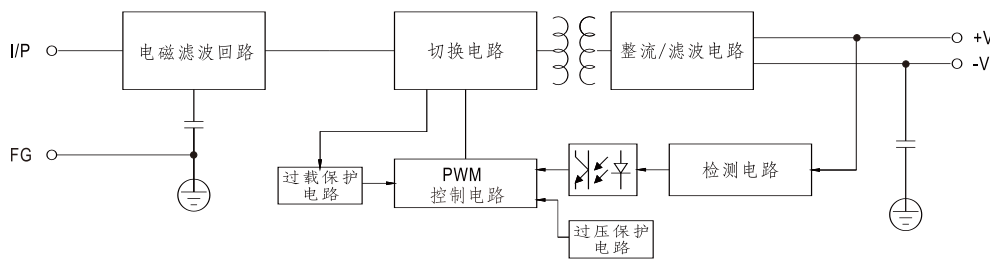 I/P
电磁滤波回路
切换电路
整流/滤波电路
+V
-V
FG
过载保护
电路
PWM
控制电路
检测电路
过压保护
电路